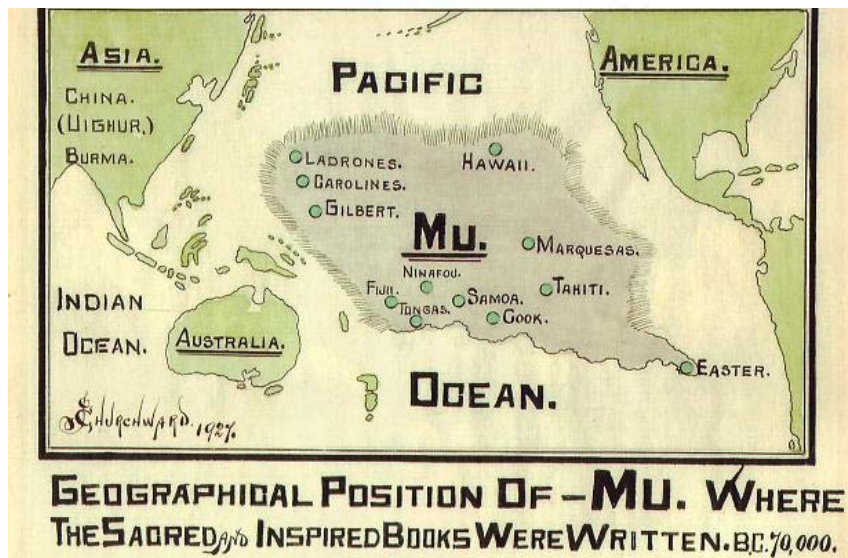 ASIA.
CHINA.
(UIGHUR.)
BURMA.
PACIFIC
AMERICA.
LADRONES.
HAWAII.
CAROLINES.
GILBERT.
MU.
MARQUESAS.
NINAFOU.
FIJII.
SAMOA.
TAHITI.
TONGAS.
COOK.
INDIAN
OCEAN.
AUSTRALIA.
EASTER.
OCEAN.
J CHURCHWARD. 1927.
GEOGRAPHICAL POSITION OF – MU. WHERE
THE SACRED AND INSPIRED BOOKS WERE WRITTEN. B.C. 70,000.